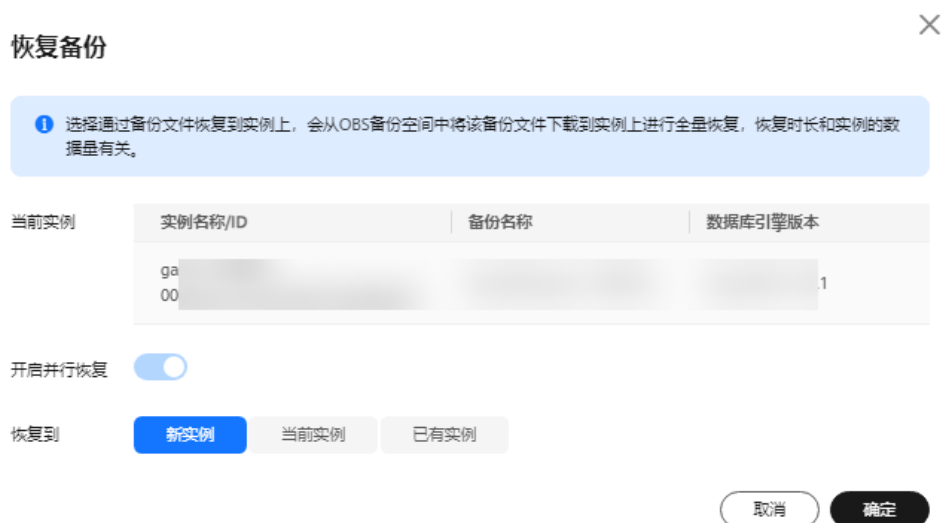 恢复备份
选择通过备份文件恢复到实例上，会从OBS备份空间中将该备份文件下载到实例上进行全量恢复，恢复时长和实例的数
据量有关。
当前实例 实例名称/ID 备份名称 数据库引擎版本
ga
00 .1
开启并行恢复
恢复到 新实例 当前实例 已有实例
取消 确定